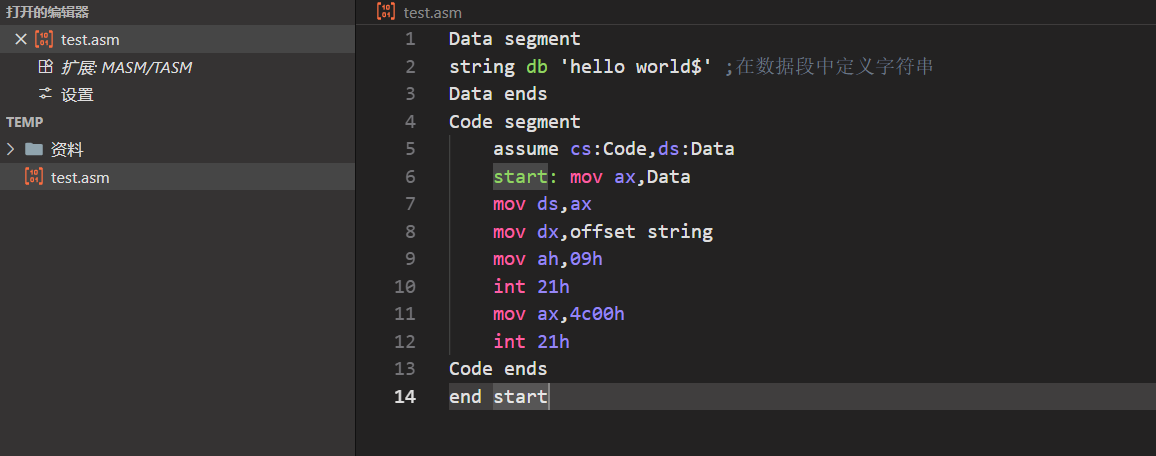 打开的编辑器
test.asm
扩展: MASM/TASM
设置
TEMP
资料
test.asm
test.asm
1 Data segment
2 string db 'hello world$' ;在数据段中定义字符串
3 Data ends
4 Code segment
5 assume cs:Code,ds:Data
6 start: mov ax,Data
7 mov ds,ax
8 mov dx,offset string
9 mov ah,09h
10 int 21h
11 mov ax,4c00h
12 int 21h
13 Code ends
14 end start